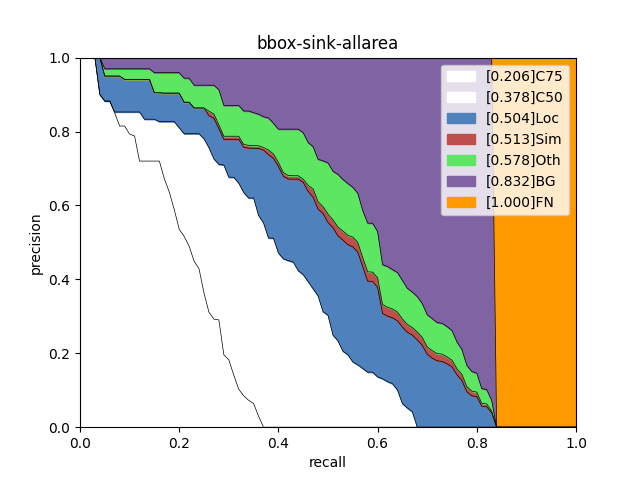 bbox-sink-allarea
1.0
0.8
0.6
0.4
0.2
0.0
precision
[0.206]C75
[0.378]C50
[0.504]Loc
[0.513]Sim
[0.578]Oth
[0.832]BG
[1.000]FN
0.0 0.2 0.4 0.6 0.8 1.0
recall